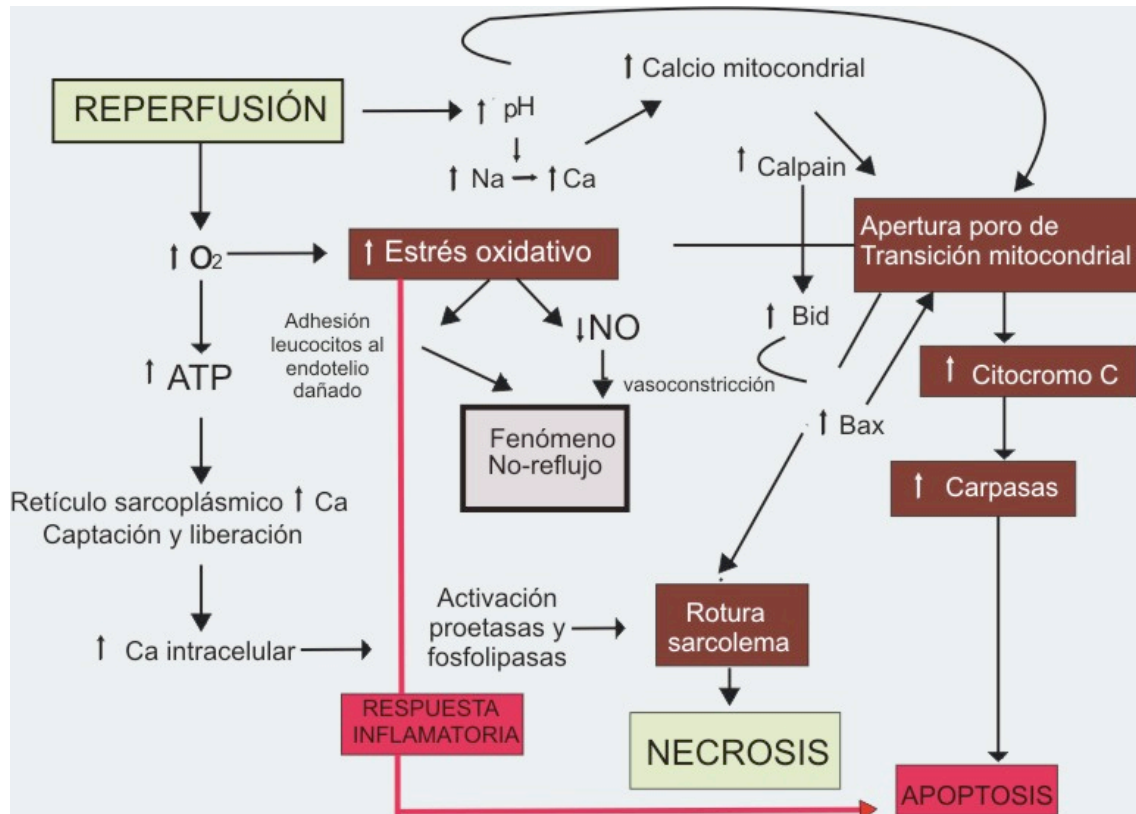 REPERFUSIÓN
↑ pH
↑ Na → ↑ Ca
↑ Calcio mitocondrial
↑ Calpain
Apertura poro de
Transición mitocondrial
↑ O2
↑ Estrés oxidativo
Adhesión
leucocitos al
endotelio
dañado
↓NO
↑ Bid
↑ ATP
vasoconstricción
↑ Citocromo C
Fenómeno
No-reflujo
↑ Bax
↑ Carpasas
Retículo sarcoplásmico ↑ Ca
Captación y liberación
Activación
proetasas y
fosfolipasas
Rotura
sarcolema
↑ Ca intracelular
RESPUESTA
INFLAMATORIA
NECROSIS
APOPTOSIS